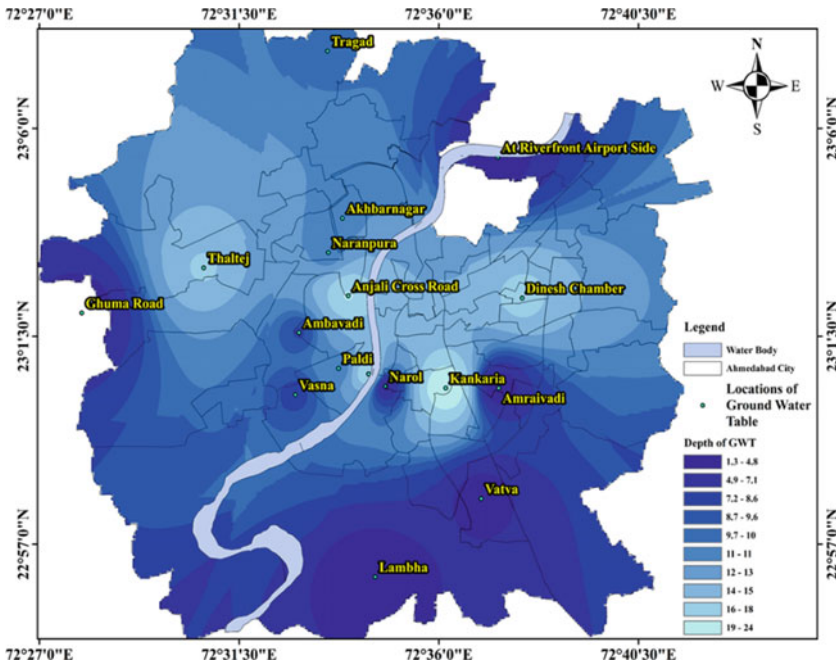 72°27'0"E 72°31'30"E 72°36'0"E 72°40'30"E
N
W E
S
23°6'0"N
23°1'30"N
22°57'0"N
23°6'0"N
23°1'30"N
22°57'0"N
Tragad
At Riverfront Airport Side
Akhbarnagar
Naranpura
Thaltej
Anjali Cross Road
Dinesh Chamber
Ghuma Road
Ambavadi
Paldi
Narol
Kankaria
Vasna
Amraivadi
Vatva
Lambha
Legend
Water Body
Ahmedabad City
Locations of
Ground Water
Table
Depth of GWT
1.3 - 4.8
4.9 - 7.1
7.2 - 8.6
8.7 - 9.6
9.7 - 10
11 - 11
12 - 13
14 - 15
16 - 18
19 - 24
72°27'0"E 72°31'30"E 72°36'0"E 72°40'30"E